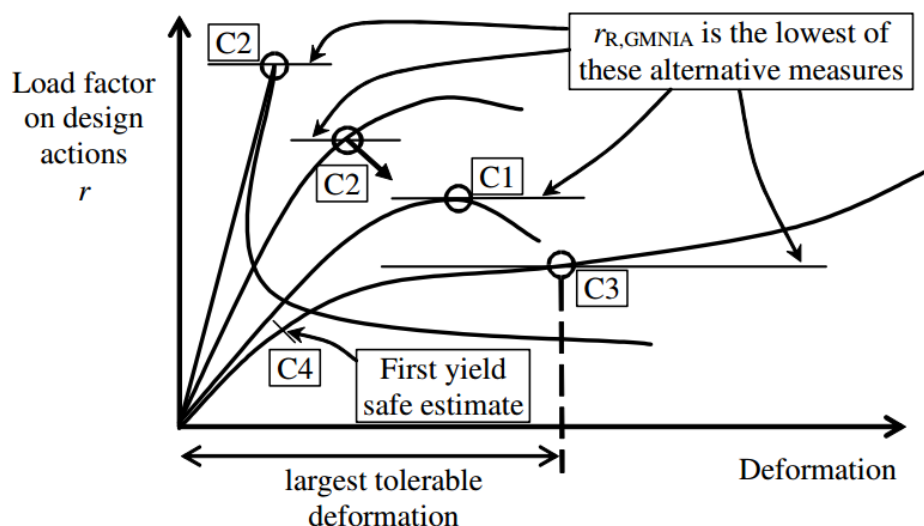 C2
r_R,GMNIA is the lowest of
these alternative measures
Load factor
on design
actions
r
C2
C1
C3
C4
First yield
safe estimate
largest tolerable
deformation
Deformation